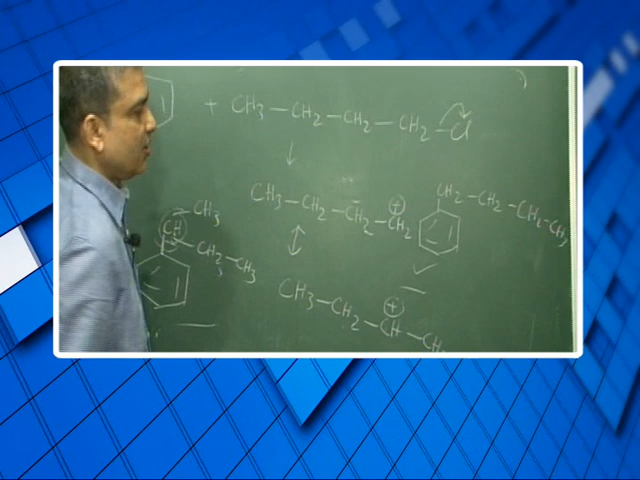 + CH3 — CH2 — CH2 — CH2 — Cl
CH3 — CH2 — CH2 — CH2 +
CH2 — CH2 — CH2 — CH3
CH — CH3
CH2 — CH3
CH3 — CH2 — CH + —